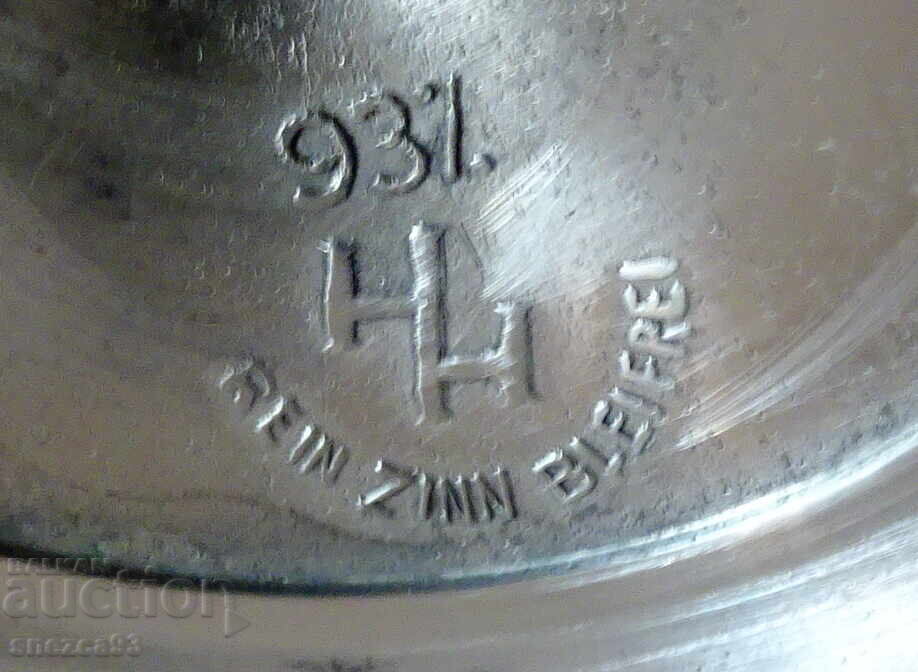 93%
HH
REIN ZINN BLEIFREI
BALKAN
auction
snezca93